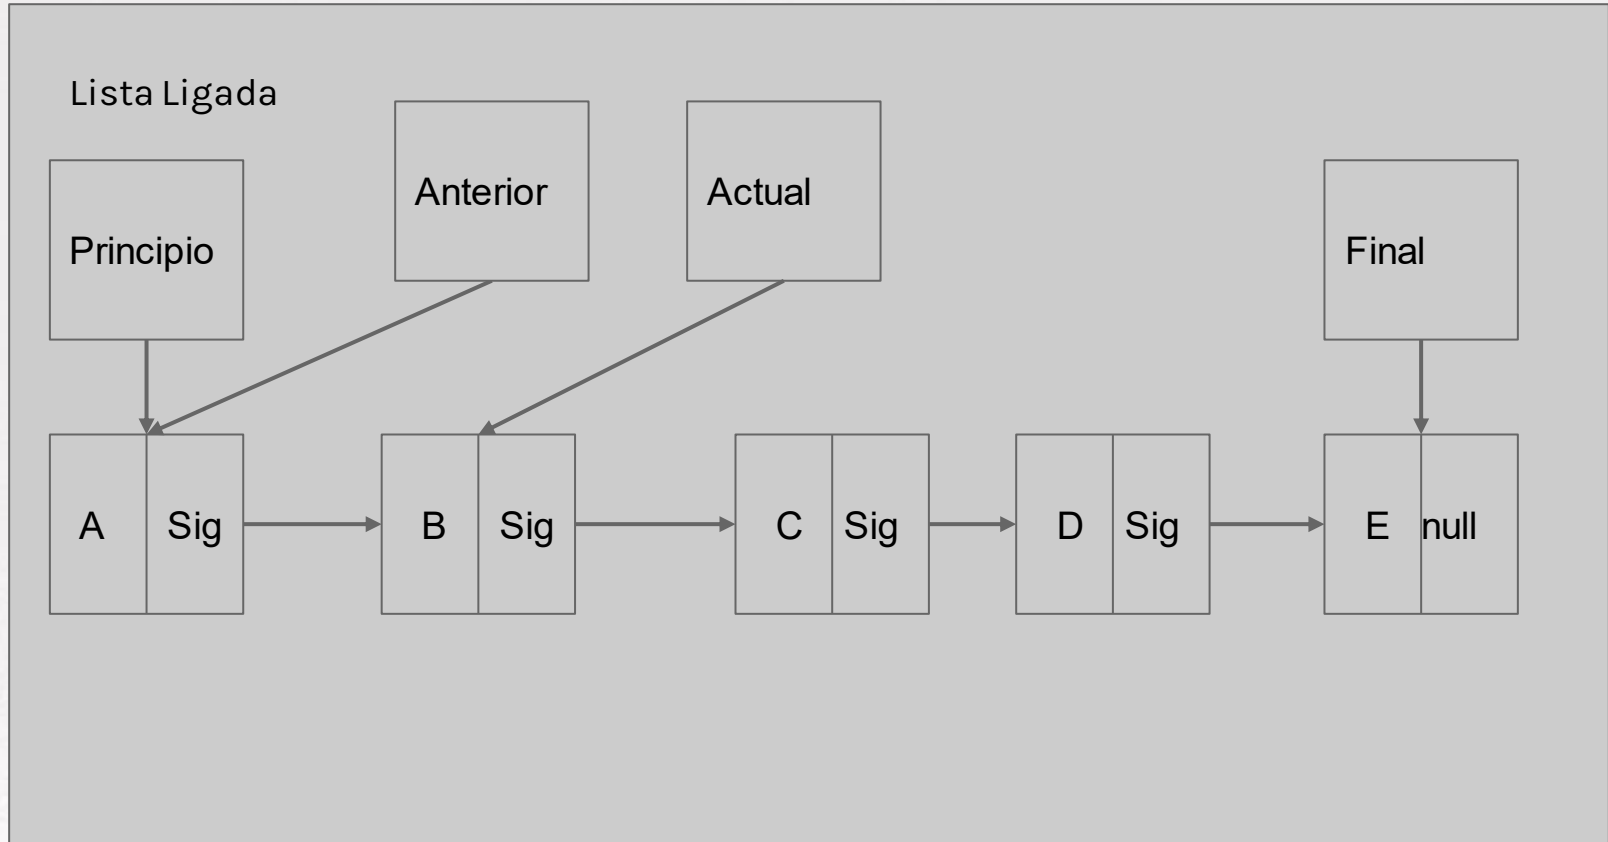 Lista Ligada
Principio
Anterior
Actual
Final
A Sig
B Sig
C Sig
D Sig
E null